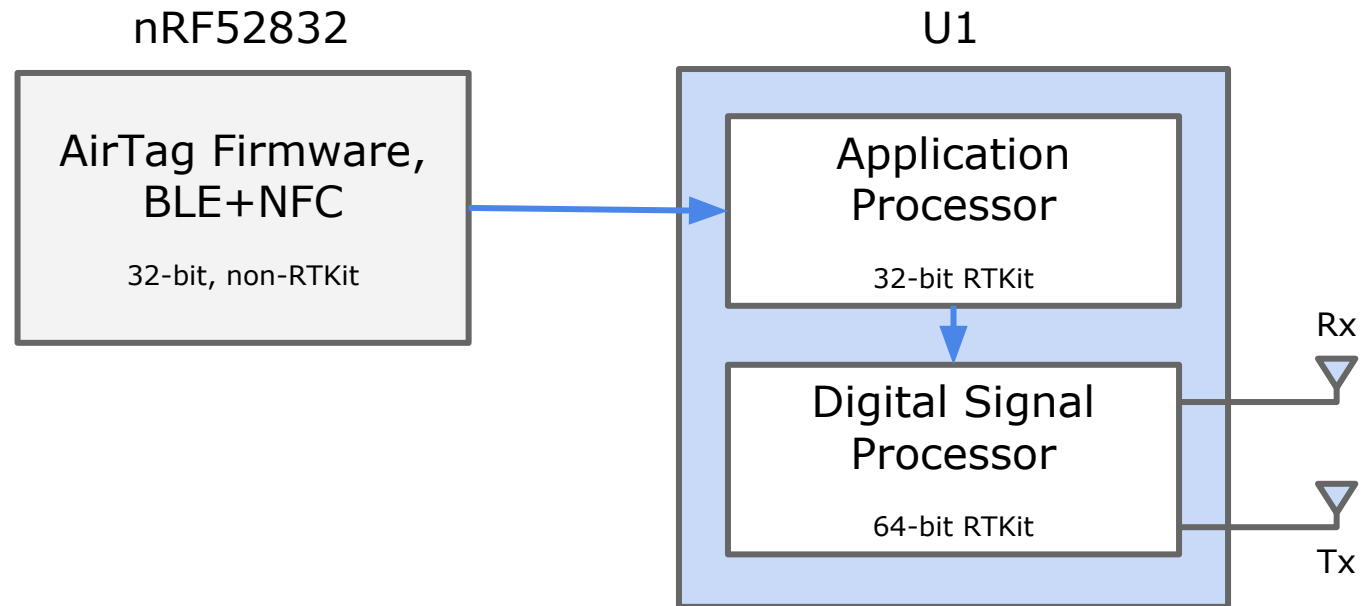 nRF52832
AirTag Firmware,
BLE+NFC
32-bit, non-RTKit
U1
Application
Processor
32-bit RTKit
Digital Signal
Processor
64-bit RTKit
Rx
Tx